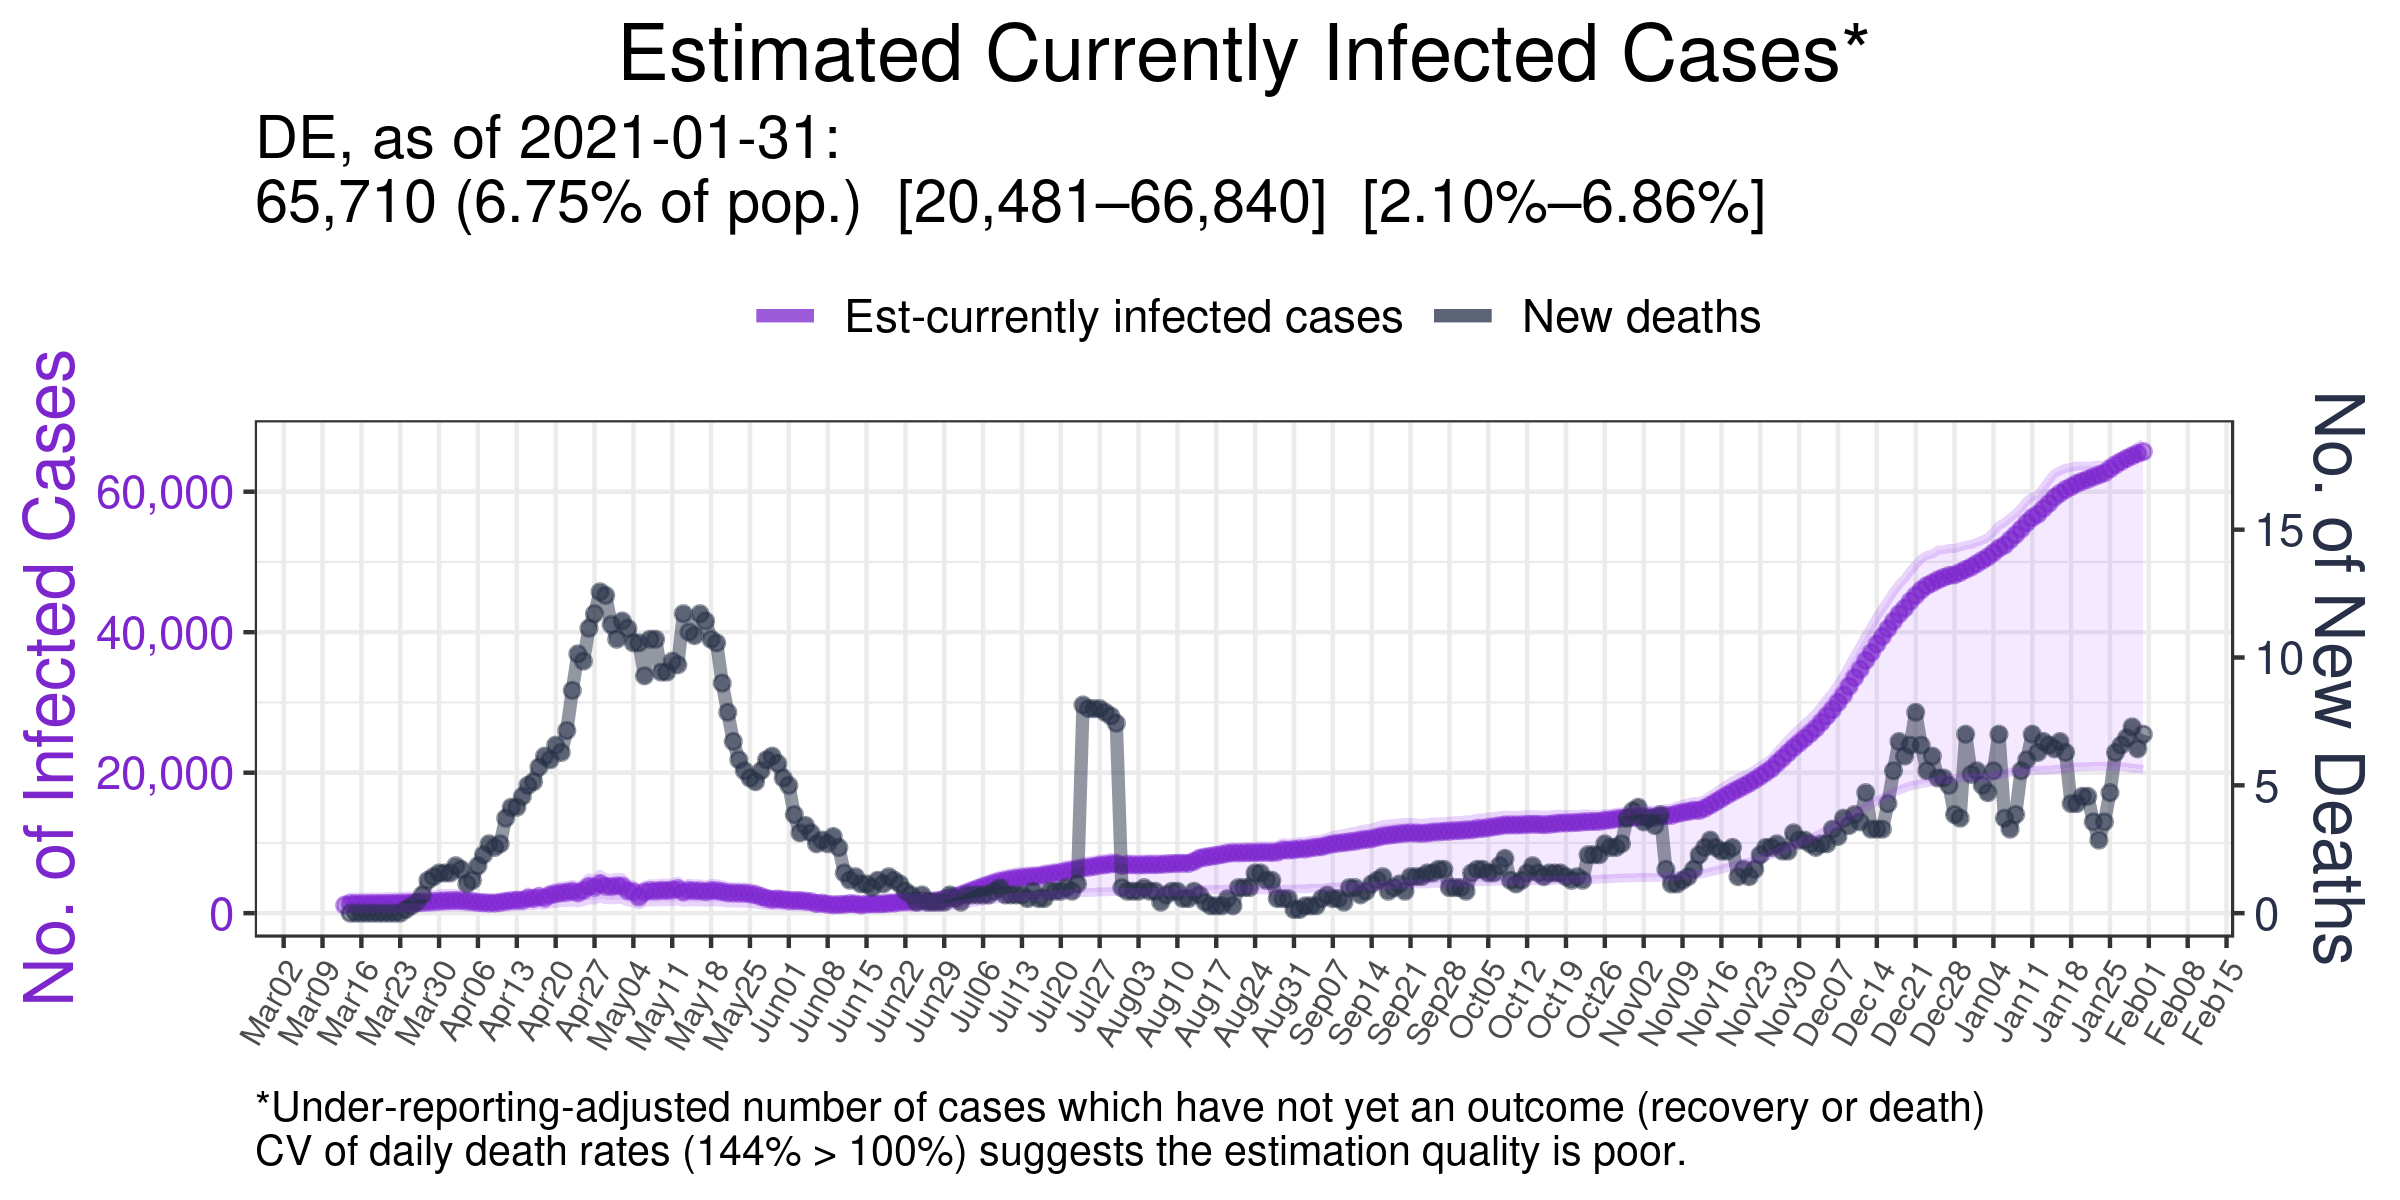 Estimated Currently Infected Cases*
DE, as of 2021-01-31:
65,710 (6.75% of pop.) [20,481–66,840] [2.10%–6.86%]
Est-currently infected cases
New deaths
No. of Infected Cases
60,000
40,000
20,000
0
No. of New Deaths
15
10
5
0
Mar02
Mar09
Mar16
Mar23
Mar30
Apr06
Apr13
Apr20
Apr27
May04
May11
May18
May25
Jun01
Jun08
Jun15
Jun22
Jun29
Jul06
Jul13
Jul20
Jul27
Aug03
Aug10
Aug17
Aug24
Aug31
Sep07
Sep14
Sep21
Sep28
Oct05
Oct12
Oct19
Oct26
Nov02
Nov09
Nov16
Nov23
Nov30
Dec07
Dec14
Dec21
Dec28
Jan04
Jan11
Jan18
Jan25
Feb01
Feb08
Feb15
*Under-reporting-adjusted number of cases which have not yet an outcome (recovery or death)
CV of daily death rates (144% > 100%) suggests the estimation quality is poor.